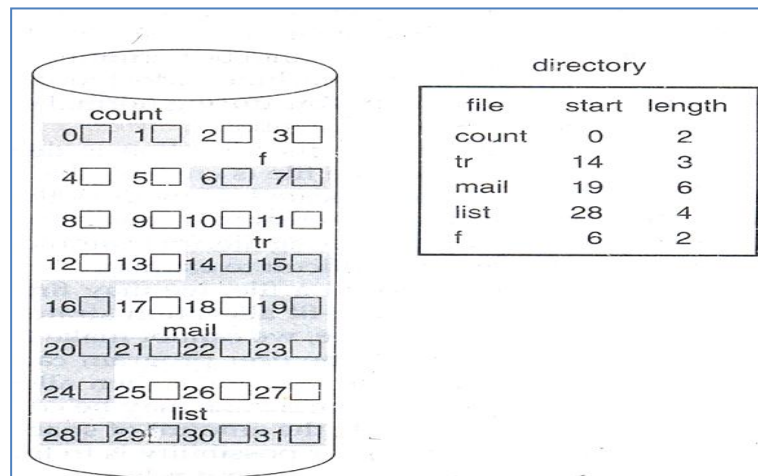 count
0 1 2 3
f
4 5 6 7
8 9 10 11
tr
12 13 14 15
16 17 18 19
mail
20 21 22 23
24 25 26 27
list
28 29 30 31
directory
file start length
count 0 2
tr 14 3
mail 19 6
list 28 4
f 6 2